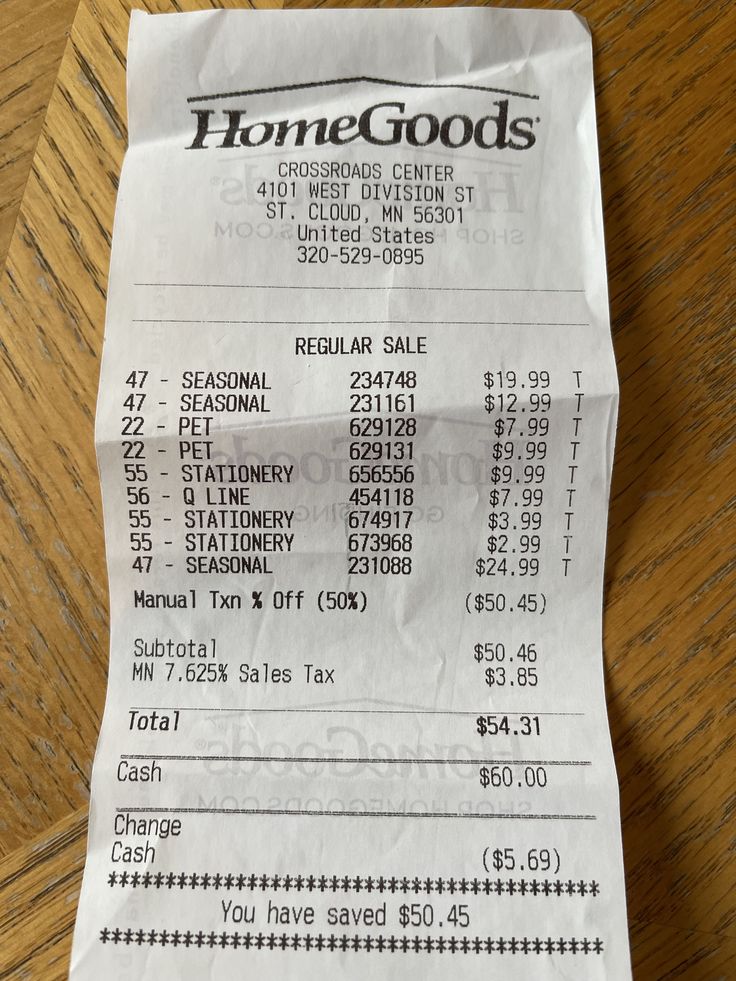 HomeGoods
CROSSROADS CENTER
4101 WEST DIVISION ST
ST. CLOUD, MN 56301
United States
320-529-0895
REGULAR SALE
47 - SEASONAL 234748 $19.99 T
47 - SEASONAL 231161 $12.99 T
22 - PET 629128 $7.99 T
22 - PET 629131 $9.99 T
55 - STATIONERY 656556 $9.99 T
56 - Q LINE 454118 $7.99 T
55 - STATIONERY 674917 $3.99 T
55 - STATIONERY 673968 $2.99 T
47 - SEASONAL 231088 $24.99 T
Manual Txn % Off (50%) ($50.45)
Subtotal $50.46
MN 7.625% Sales Tax $3.85
Total $54.31
Cash $60.00
Change
Cash ($5.69)
******************************************
You have saved $50.45
******************************************